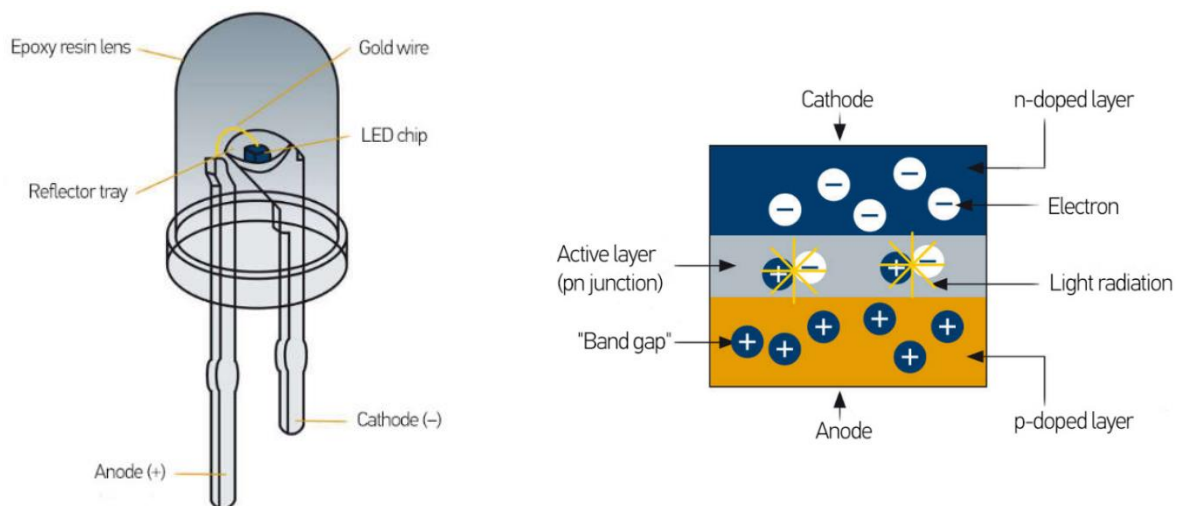 Epoxy resin lens
Gold wire
LED chip
Reflector tray
Cathode (–)
Anode (+)
Cathode
n-doped layer
Electron
Active layer
(pn junction)
Light radiation
"Band gap"
Anode
p-doped layer